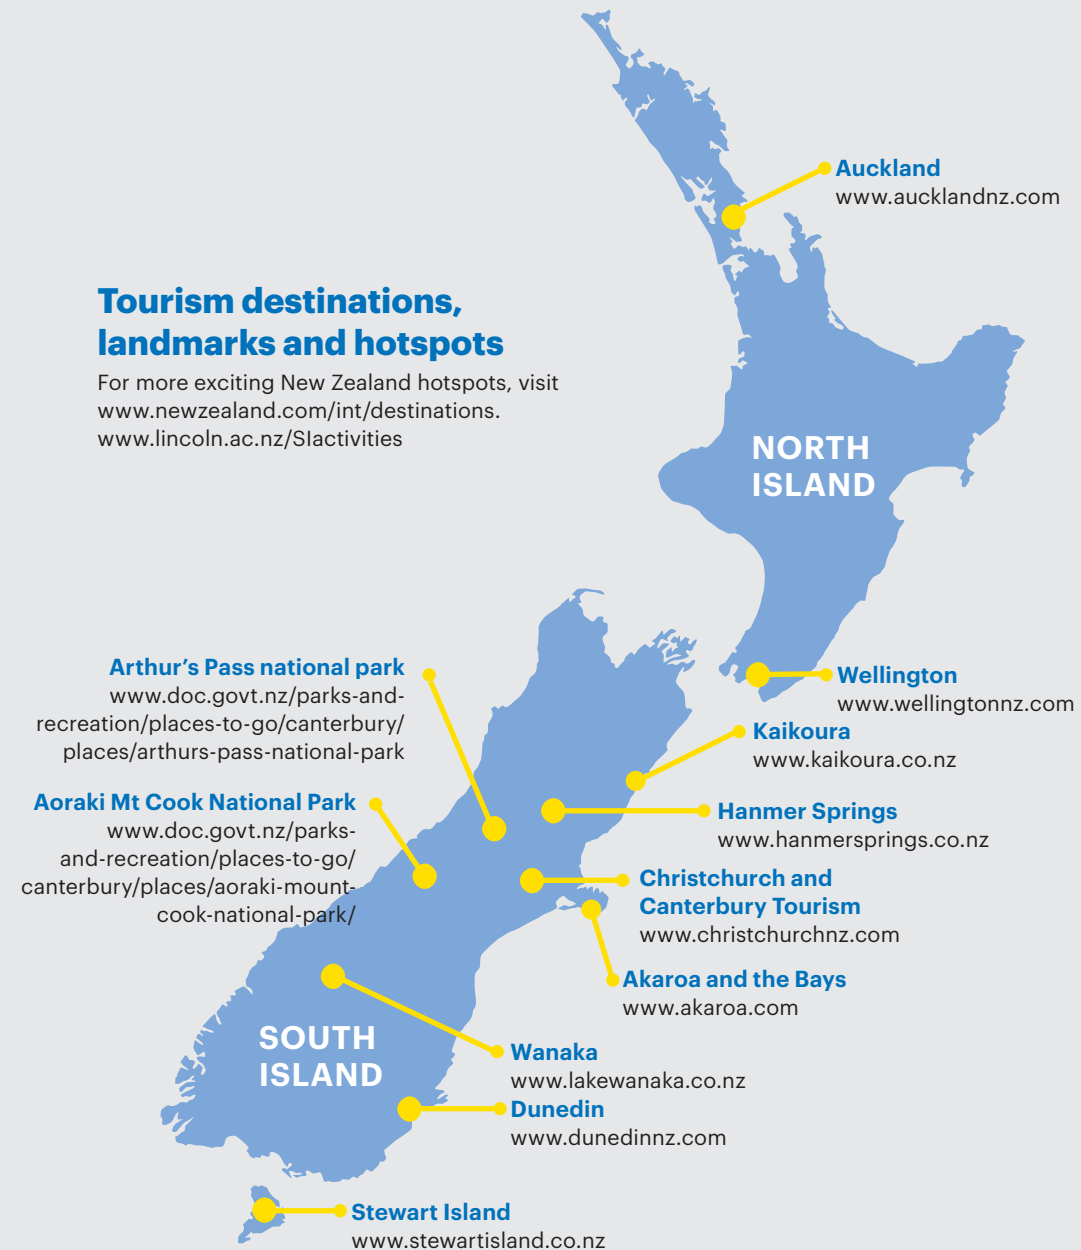 Auckland
www.aucklandnz.com
Tourism destinations,
landmarks and hotspots
For more exciting New Zealand hotspots, visit
www.newzealand.com/int/destinations.
www.lincoln.ac.nz/SIactivities
NORTH
ISLAND
Arthur’s Pass national park
www.doc.govt.nz/parks-and-
recreation/places-to-go/canterbury/
places/arthurs-pass-national-park
Wellington
www.wellingtonnz.com
Kaikoura
www.kaikoura.co.nz
Aoraki Mt Cook National Park
www.doc.govt.nz/parks-
and-recreation/places-to-go/
canterbury/places/aoraki-mount-
cook-national-park/
Hanmer Springs
www.hanmersprings.co.nz
Christchurch and
Canterbury Tourism
www.christchurchnz.com
Akaroa and the Bays
www.akaroa.com
SOUTH
ISLAND
Wanaka
www.lakewanaka.co.nz
Dunedin
www.dunedinnz.com
Stewart Island
www.stewartisland.co.nz